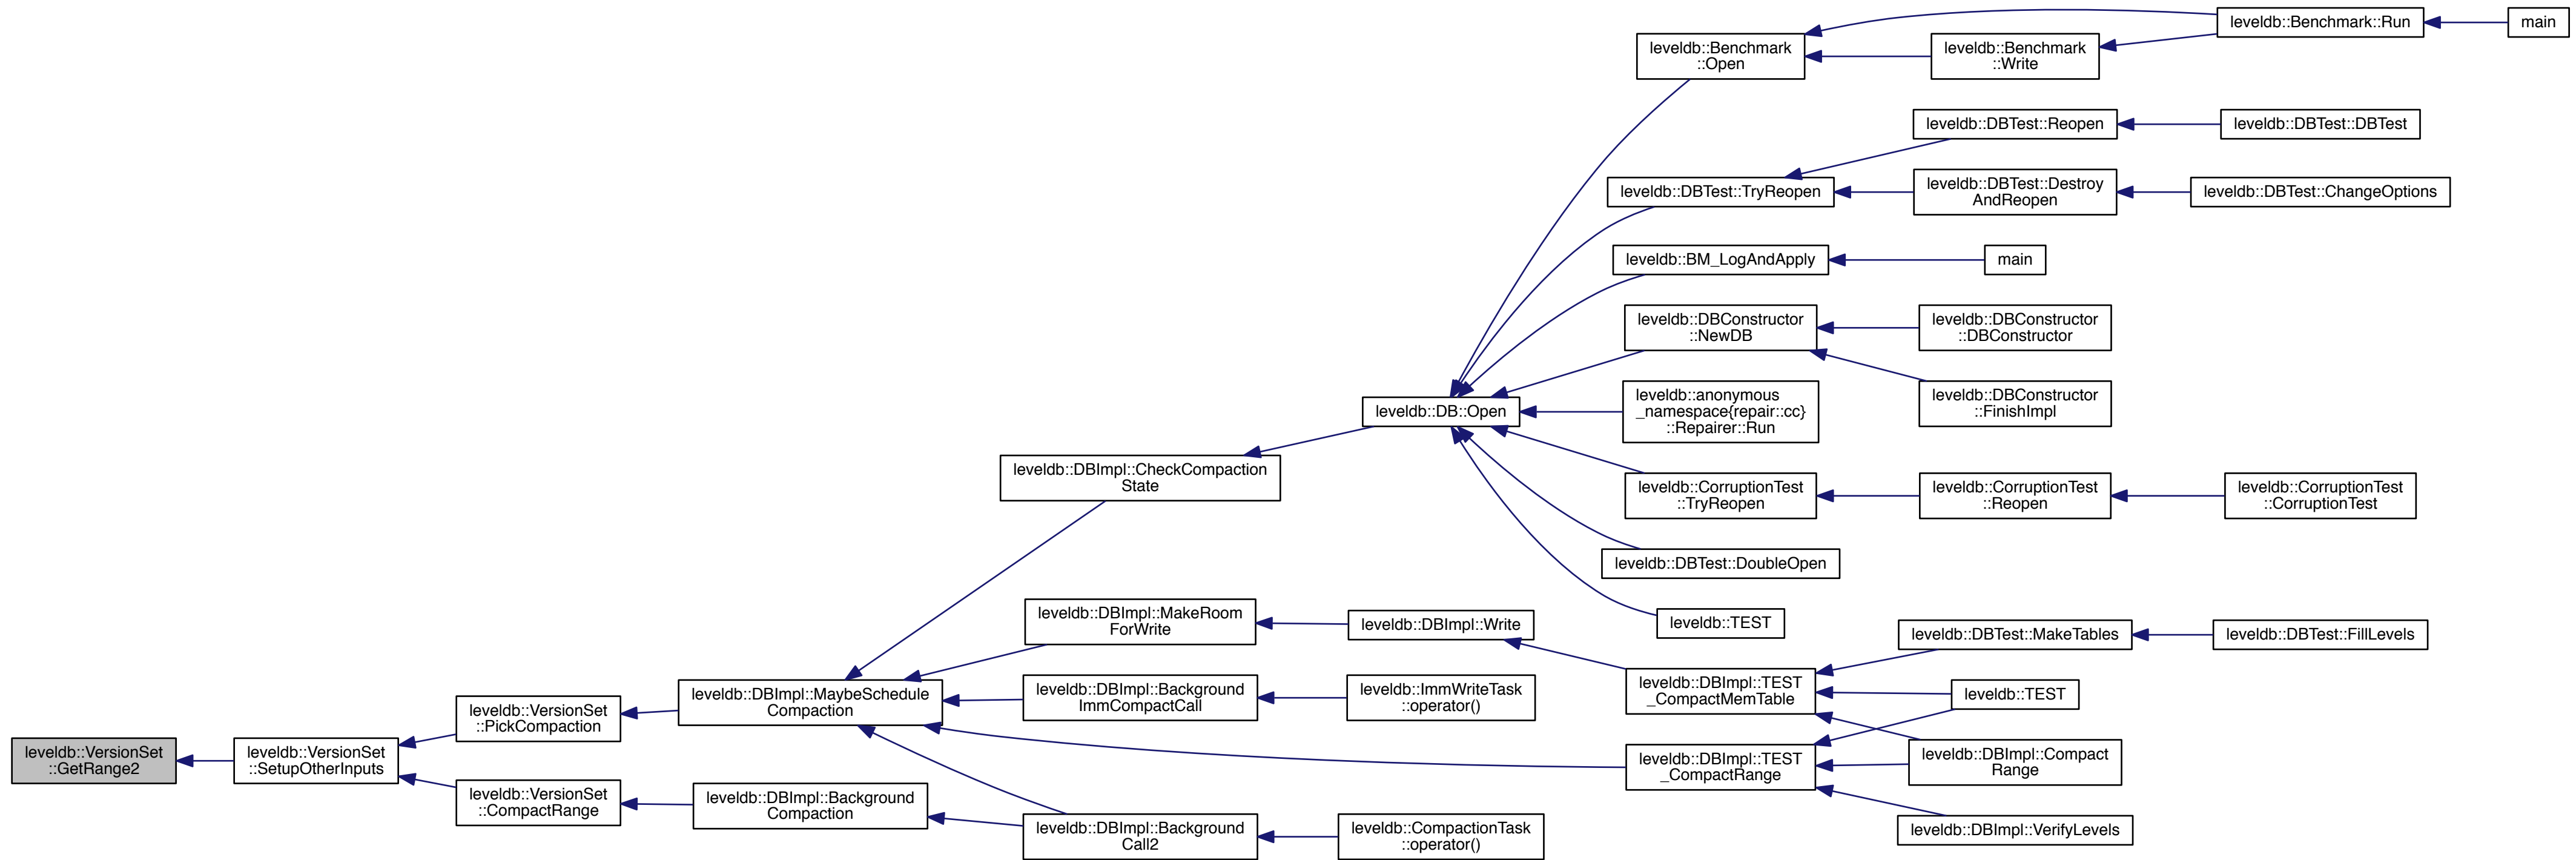 leveldb::VersionSet
::GetRange2
leveldb::VersionSet
::SetupOtherInputs
leveldb::VersionSet
::PickCompaction
leveldb::VersionSet
::CompactRange
leveldb::DBImpl::MaybeSchedule
Compaction
leveldb::DBImpl::Background
Compaction
leveldb::DBImpl::CheckCompaction
State
leveldb::DBImpl::MakeRoom
ForWrite
leveldb::DBImpl::Background
ImmCompactCall
leveldb::DBImpl::Background
Call2
leveldb::DB::Open
leveldb::DBImpl::Write
leveldb::ImmWriteTask
::operator()
leveldb::CompactionTask
::operator()
leveldb::Benchmark
::Open
leveldb::DBTest::TryReopen
leveldb::BM_LogAndApply
leveldb::DBConstructor
::NewDB
leveldb::anonymous
_namespace{repair::cc}
::Repairer::Run
leveldb::CorruptionTest
::TryReopen
leveldb::DBTest::DoubleOpen
leveldb::TEST
leveldb::DBImpl::TEST
_CompactMemTable
leveldb::DBImpl::TEST
_CompactRange
leveldb::Benchmark
::Write
leveldb::DBTest::Reopen
leveldb::DBTest::Destroy
AndReopen
main
leveldb::DBConstructor
::DBConstructor
leveldb::DBConstructor
::FinishImpl
leveldb::CorruptionTest
::Reopen
leveldb::DBTest::MakeTables
leveldb::TEST
leveldb::DBImpl::Compact
Range
leveldb::DBImpl::VerifyLevels
leveldb::Benchmark::Run
leveldb::DBTest::DBTest
leveldb::DBTest::ChangeOptions
leveldb::CorruptionTest
::CorruptionTest
leveldb::DBTest::FillLevels
main